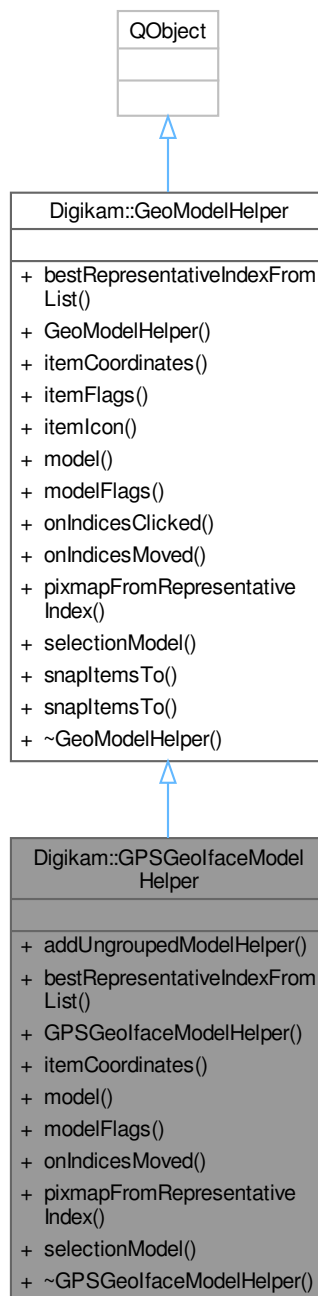 QObject
Digikam::GeoModelHelper
+ bestRepresentativeIndexFrom
List()
+ GeoModelHelper()
+ itemCoordinates()
+ itemFlags()
+ itemIcon()
+ model()
+ modelFlags()
+ onIndicesClicked()
+ onIndicesMoved()
+ pixmapFromRepresentative
Index()
+ selectionModel()
+ snapItemsTo()
+ snapItemsTo()
+ ~GeoModelHelper()
Digikam::GPSGeoIfaceModel
Helper
+ addUngroupedModelHelper()
+ bestRepresentativeIndexFrom
List()
+ GPSGeoIfaceModelHelper()
+ itemCoordinates()
+ model()
+ modelFlags()
+ onIndicesMoved()
+ pixmapFromRepresentative
Index()
+ selectionModel()
+ ~GPSGeoIfaceModelHelper()